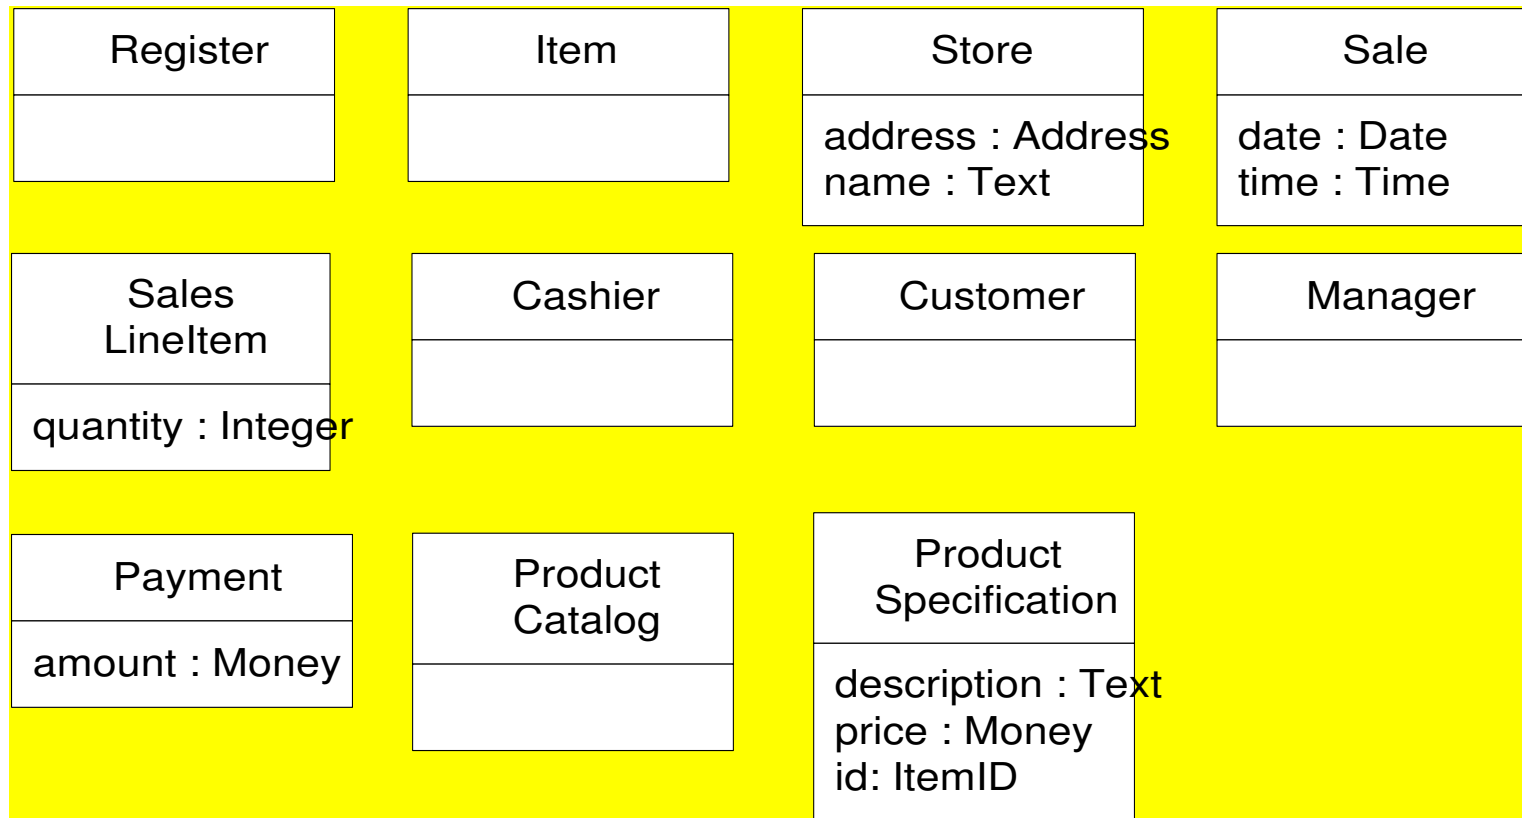 Register
Item
Store
address : Address
name : Text
Sale
date : Date
time : Time
Sales
LineItem
quantity : Integer
Cashier
Customer
Manager
Payment
amount : Money
Product
Catalog
Product
Specification
description : Text
price : Money
id: ItemID